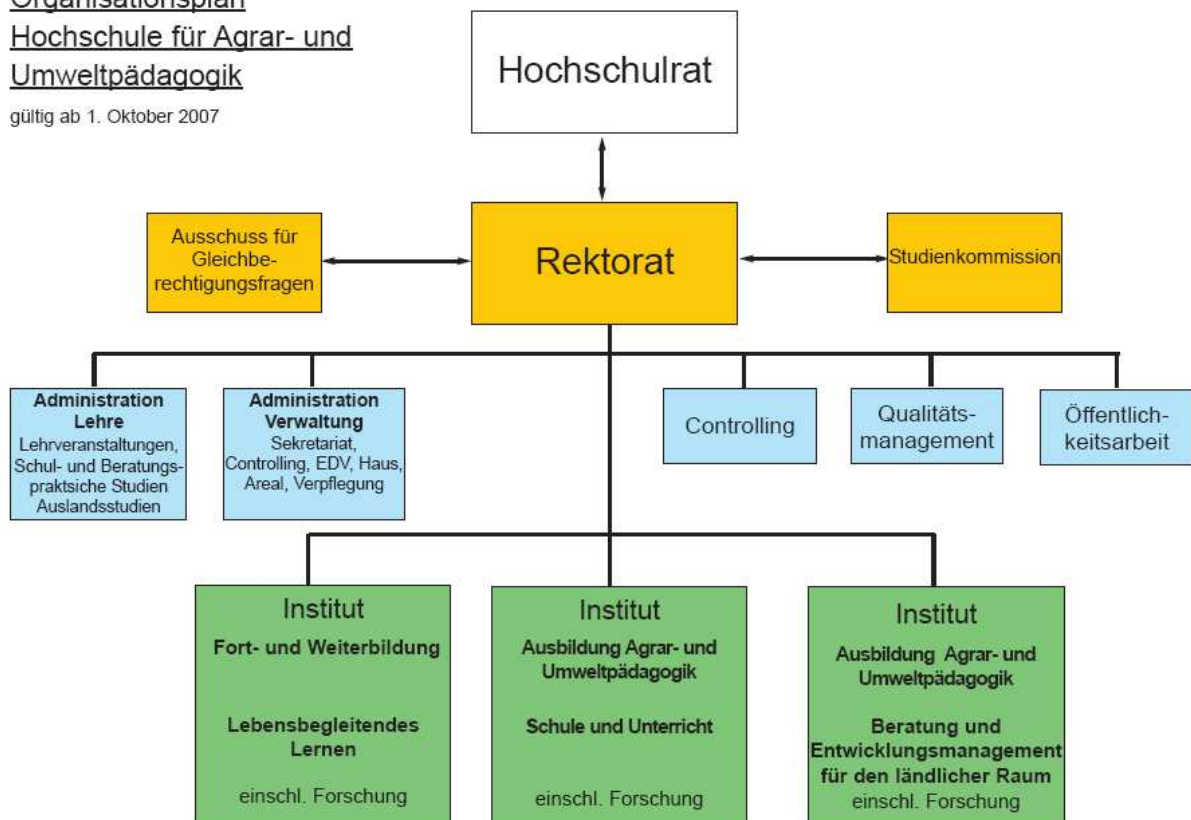 Organisationsplan
Hochschule für Agrar- und
Umweltpädagogik
gültig ab 1. Oktober 2007
Hochschulrat
Ausschuss für
Gleichbe-
rechtigungsfragen
Rektorat
Studienkommission
Administration
Lehre
Lehrveranstaltungen,
Schul- und Beratungs-
praktsiche Studien
Auslandsstudien
Administration
Verwaltung
Sekretariat,
Controlling, EDV, Haus,
Areal, Verpflegung
Controlling
Qualitäts-
management
Öffentlich-
keitsarbeit
Institut
Fort- und Weiterbildung
Lebensbegleitendes
Lernen
einschl. Forschung
Institut
Ausbildung Agrar- und
Umweltpädagogik
Schule und Unterricht
einschl. Forschung
Institut
Ausbildung Agrar- und
Umweltpädagogik
Beratung und
Entwicklungsmanagement
für den ländlicher Raum
einschl. Forschung